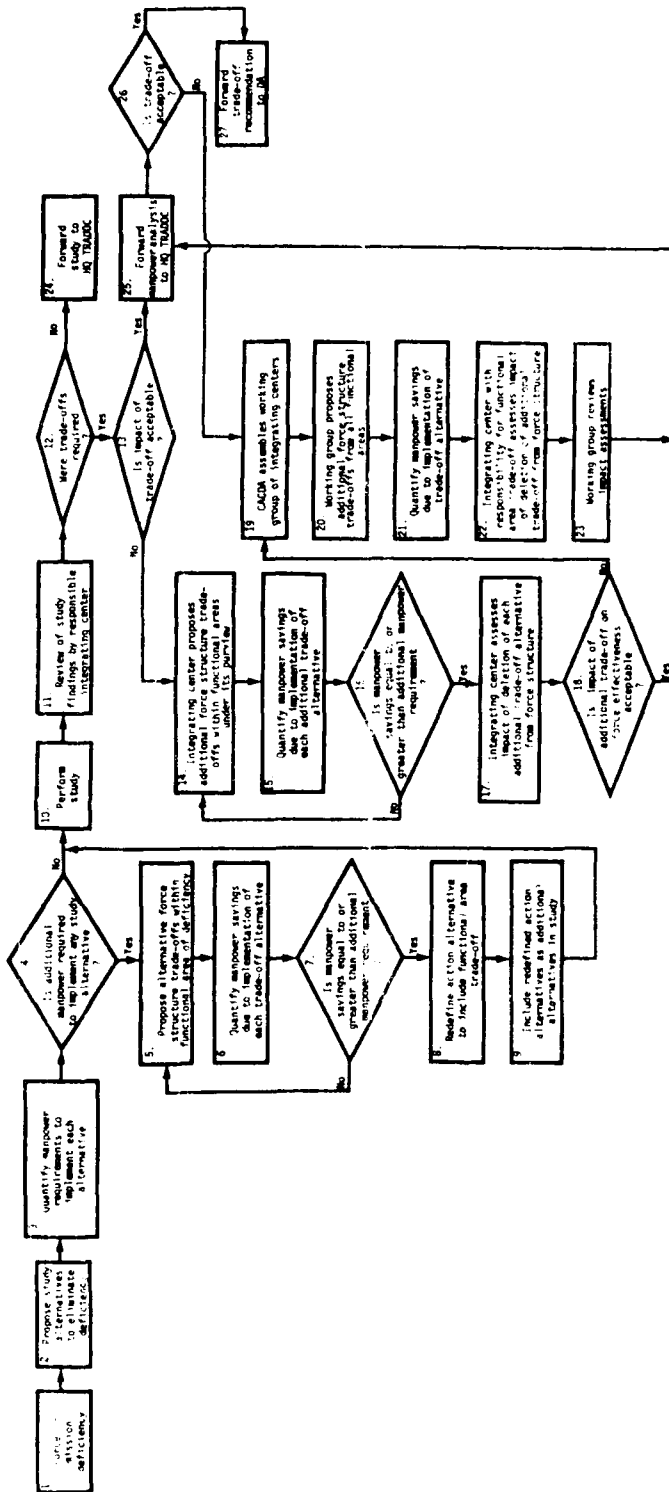 1
mission
deficiency
2 Propose study
alternatives
to eliminate
deficiency
3
Quantify manpower
requirements to
implement each
alternative
4
Is additional
manpower required
to implement any study
alternative
?
No
Yes
5. Propose alternative force
structure trade-offs within
functional area of deficiency
6 Quantify manpower savings
due to implementation of
each trade-off alternative
7.
Is manpower
savings equal to or
greater than additional
manpower requirement
?
No
Yes
8. Redefine action alternative
to include functional area
trade-off
9 Include redefined action
alternatives as additional
alternatives in study
10. Perform
study
11. Review of study
findings by responsible
integrating center
12.
Were trade-offs
required
?
No
Yes
13
Is impact of
trade-off acceptable
?
No
Yes
14. Integrating center proposes
additional force structure trade-
offs within functional areas
under its purview
15. Quantify manpower savings
due to implementation of
each additional trade-off
alternative
16.
Is manpower
savings equal to or
greater than additional manpower
requirement
?
No
Yes
17. Integrating center assesses
impact of deletion of each
additional trade-off alternative
from force structure
18.
Is impact of
additional trade-off on
force effectiveness
acceptable
?
No
Yes
19 CACDA assembles working
group of integrating centers
20. Working group proposes
additional force structure
trade-offs from all functional
areas
21. Quantify manpower savings
due to implementation of
trade-off alternative
22. Integrating center with
responsibility for functional
area trade-off assesses impact
of deletion of additional
trade-off from force structure
23 Working group reviews
impact assessments
24. Forward
study to
HQ TRADOC
25. Forward
manpower analysis
to HQ TRADOC
26
Is trade-off
acceptable
?
Yes
No
27 Forward
trade-off
recommendation
to DA